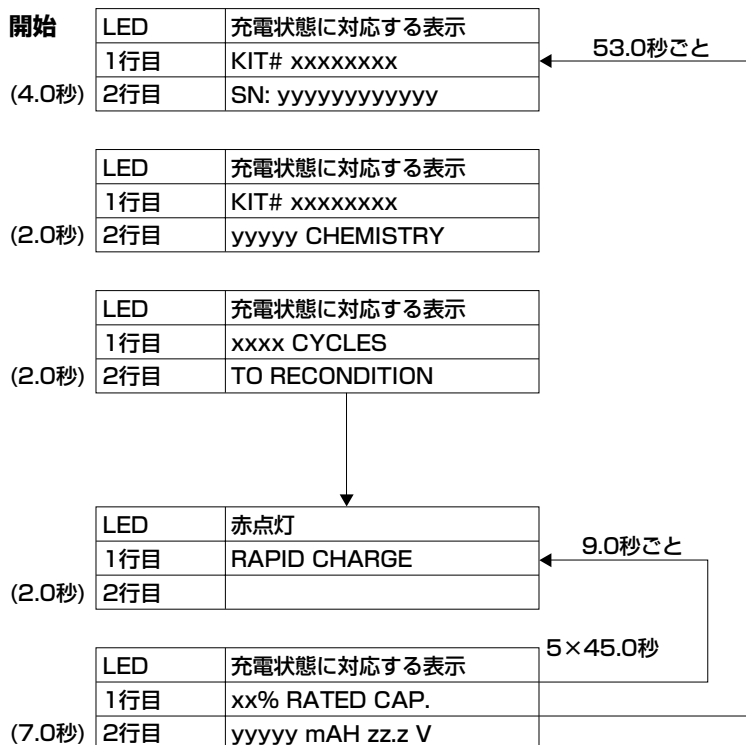 開始 LED 充電状態に対応する表示
1行目 KIT# xxxxxxxx 53.0秒ごと
(4.0秒) 2行目 SN: yyyyyyyyyyyy
LED 充電状態に対応する表示
1行目 KIT# xxxxxxxx
(2.0秒) 2行目 yyyyy CHEMISTRY
LED 充電状態に対応する表示
1行目 xxxx CYCLES
(2.0秒) 2行目 TO RECONDITION
LED 赤点灯
1行目 RAPID CHARGE 9.0秒ごと
(2.0秒) 2行目
5×45.0秒
LED 充電状態に対応する表示
1行目 xx% RATED CAP.
(7.0秒) 2行目 yyyyy mAH zz.z V